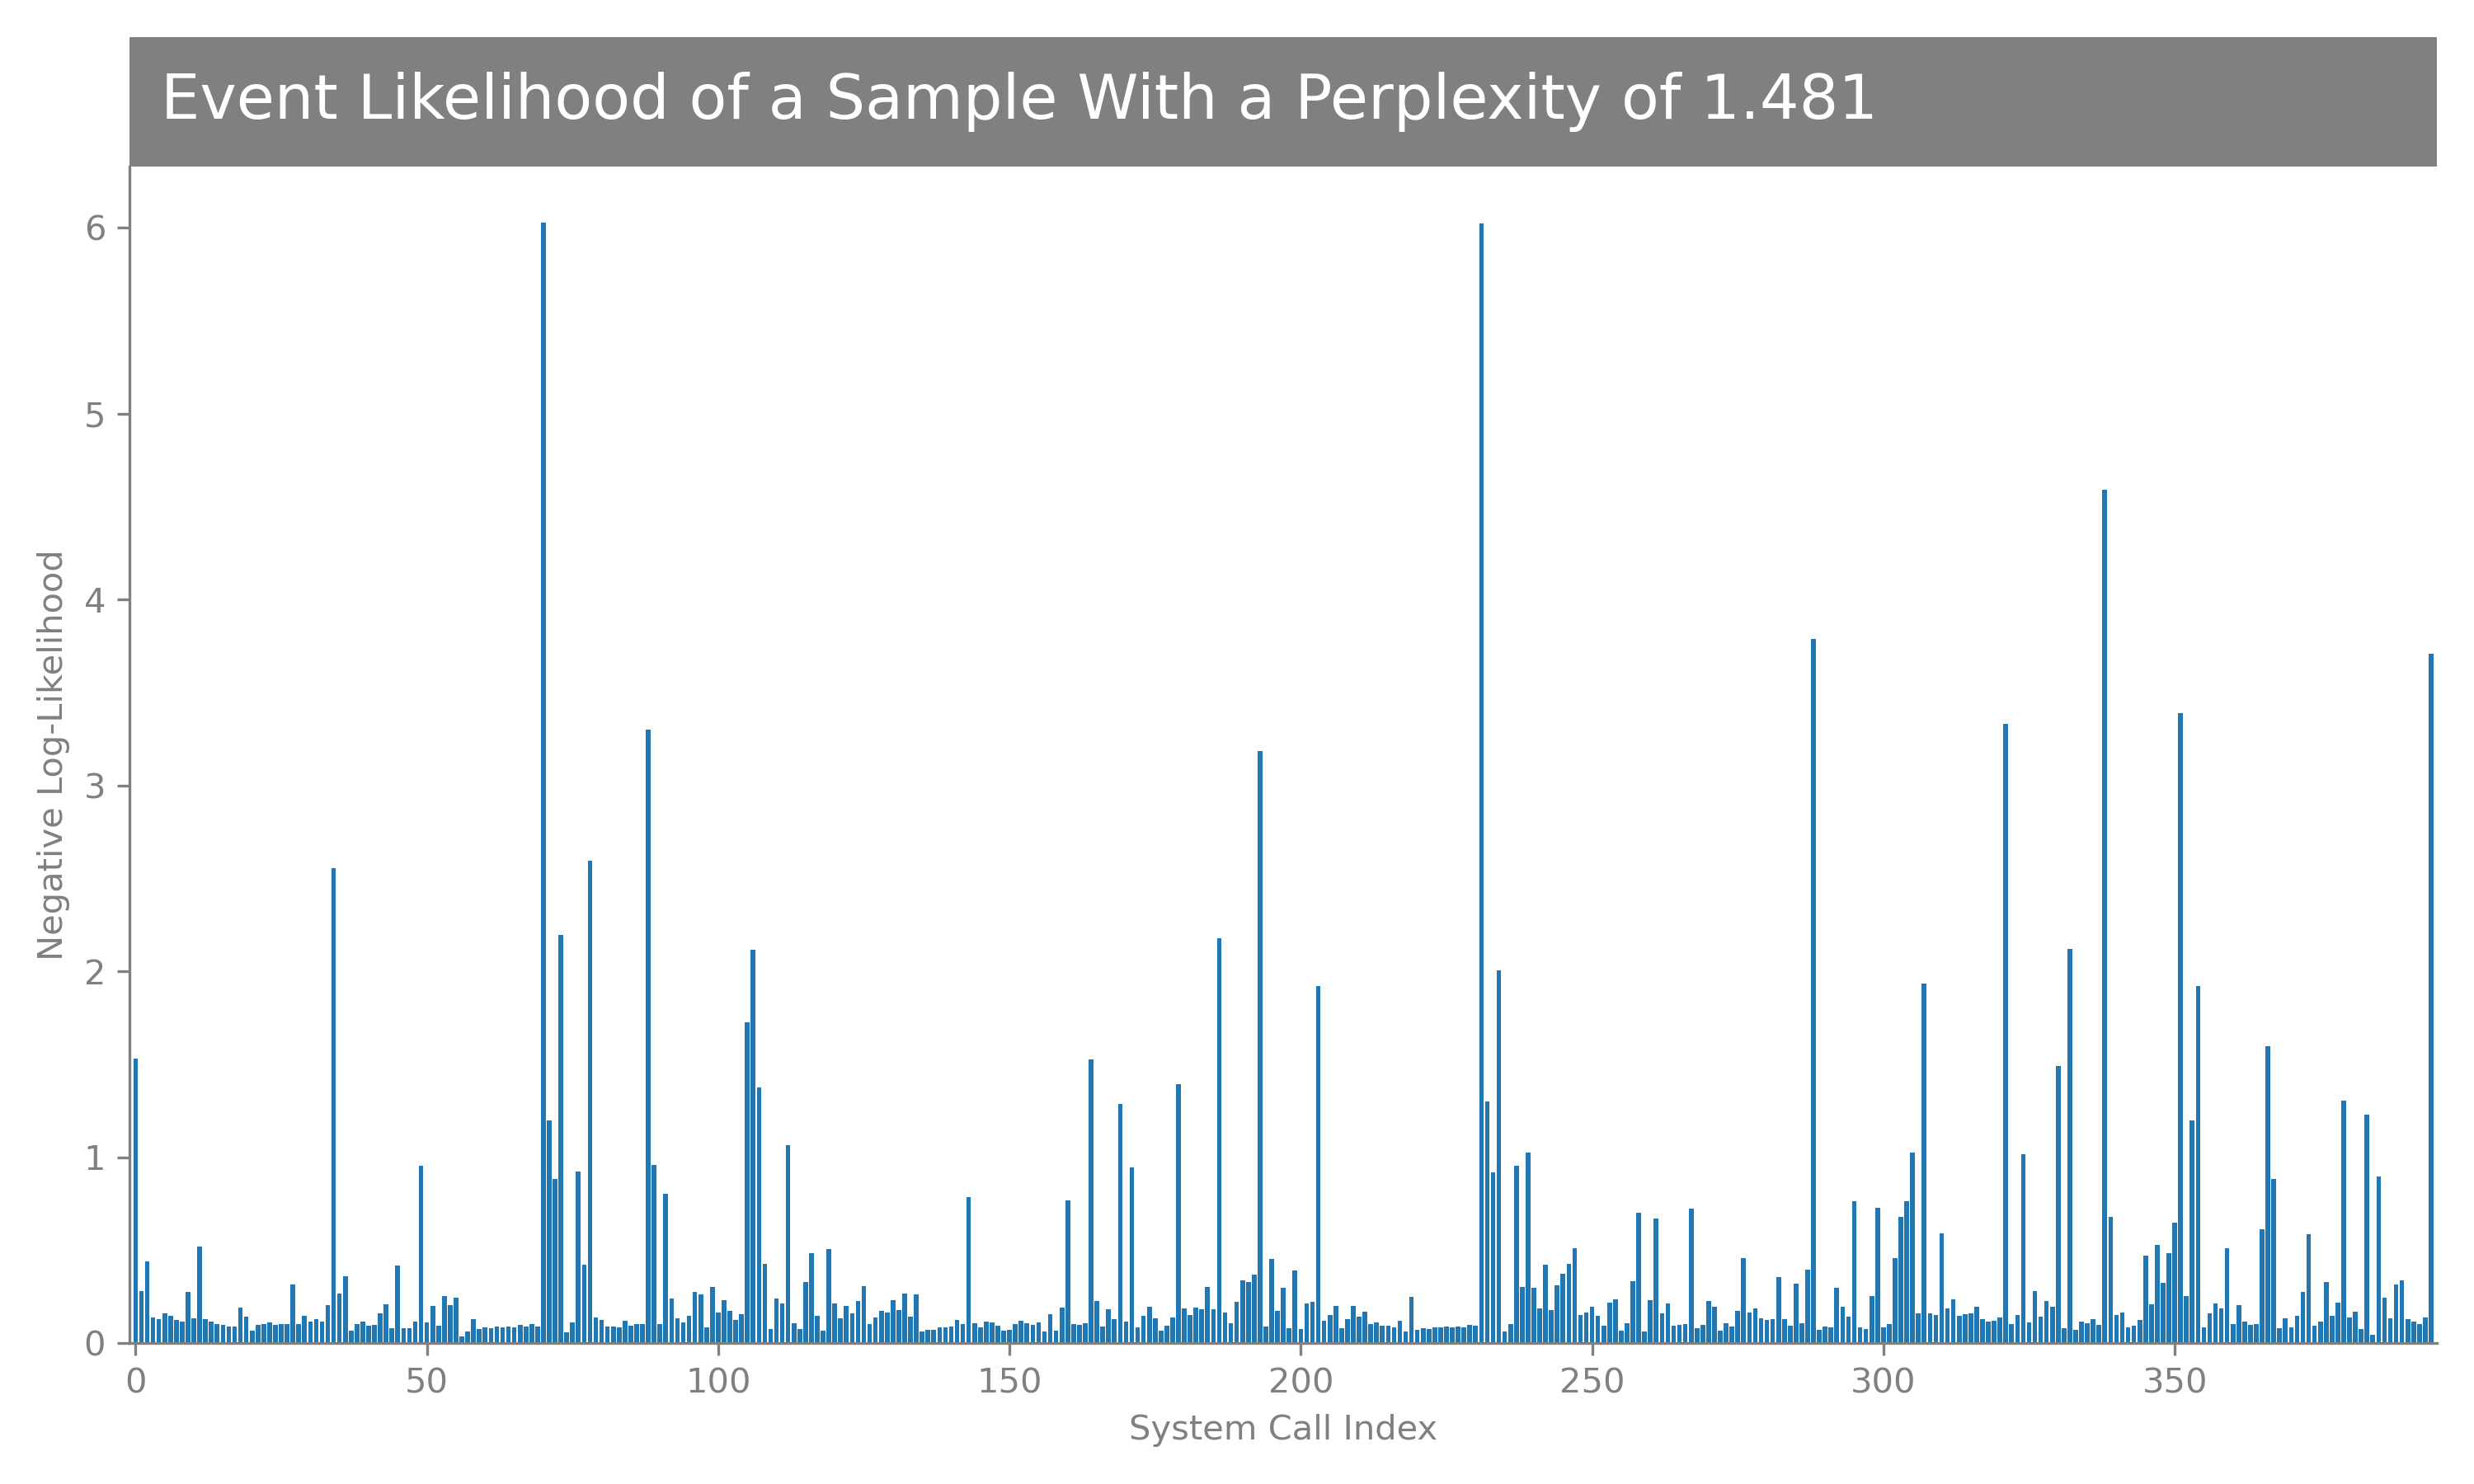 Event Likelihood of a Sample With a Perplexity of 1.481
6
5
4
3
2
1
0
Negative Log-Likelihood
0 50 100 150 200 250 300 350
System Call Index